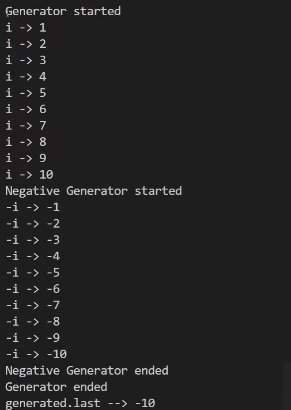 Generator started
i -> 1
i -> 2
i -> 3
i -> 4
i -> 5
i -> 6
i -> 7
i -> 8
i -> 9
i -> 10
Negative Generator started
-i -> -1
-i -> -2
-i -> -3
-i -> -4
-i -> -5
-i -> -6
-i -> -7
-i -> -8
-i -> -9
-i -> -10
Negative Generator ended
Generator ended
generated.last --> -10